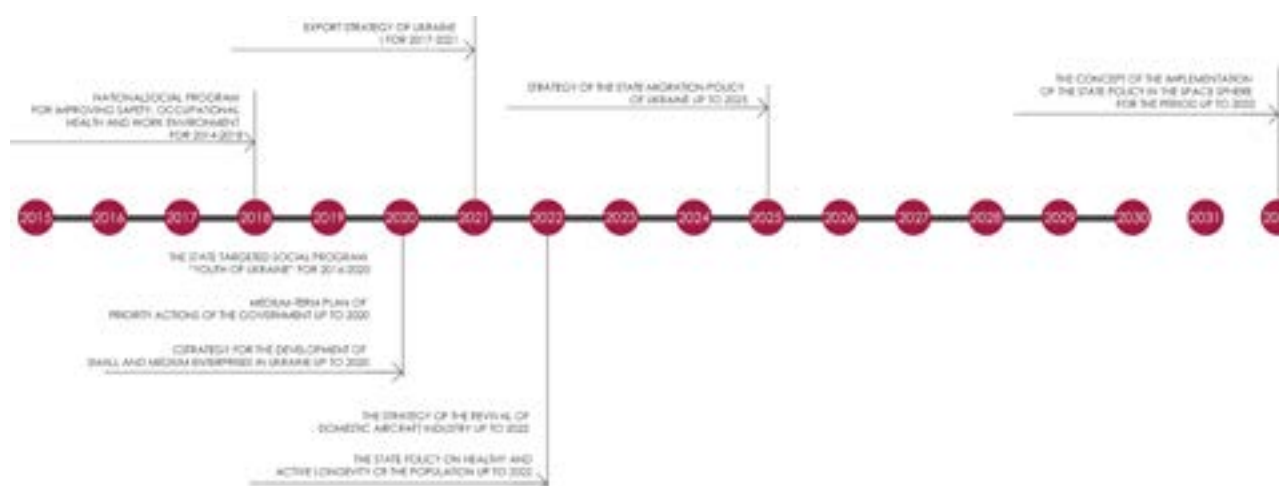 EXPORT STRATEGY OF UKRAINE
FOR 2017-2021
NATIONALSOCIAL PROGRAM
FOR IMPROVING SAFETY, OCCUPATIONAL
HEALTH AND WORK ENVIRONMENT
FOR 2014-2018
STRATEGY OF THE STATE MIGRATION POLICY
OF UKRAINE UP TO 2025
THE CONCEPT OF THE IMPLEMENTATION
OF THE STATE POLICY IN THE SPACE SPHERE
FOR THE PERIOD UP TO
2015 2016 2017 2018 2019 2020 2021 2022 2023 2024 2025 2026 2027 2028 2029 2030 2031
THE STATE TARGETED SOCIAL PROGRAM
"YOUTH OF UKRAINE" FOR 2016-2020
MEDIUM-TERM PLAN OF
PRIORITY ACTIONS OF THE GOVERNMENT UP TO 2020
CSTRATEGY FOR THE DEVELOPMENT OF
SMALL AND MEDIUM ENTERPRISES IN UKRAINE UP TO 2020
THE STRATEGY OF THE REVIVAL OF
DOMESTIC AIRCRAFT INDUSTRY UP TO 2022
THE STATE POLICY ON HEALTHY AND
ACTIVE LONGEVITY OF THE POPULATION UP TO 2022